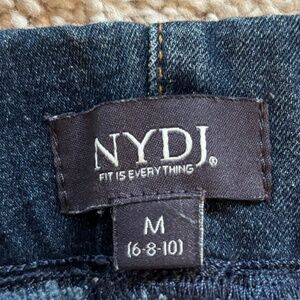 NYDJ®
FIT IS EVERYTHING
M
(6-8-10)